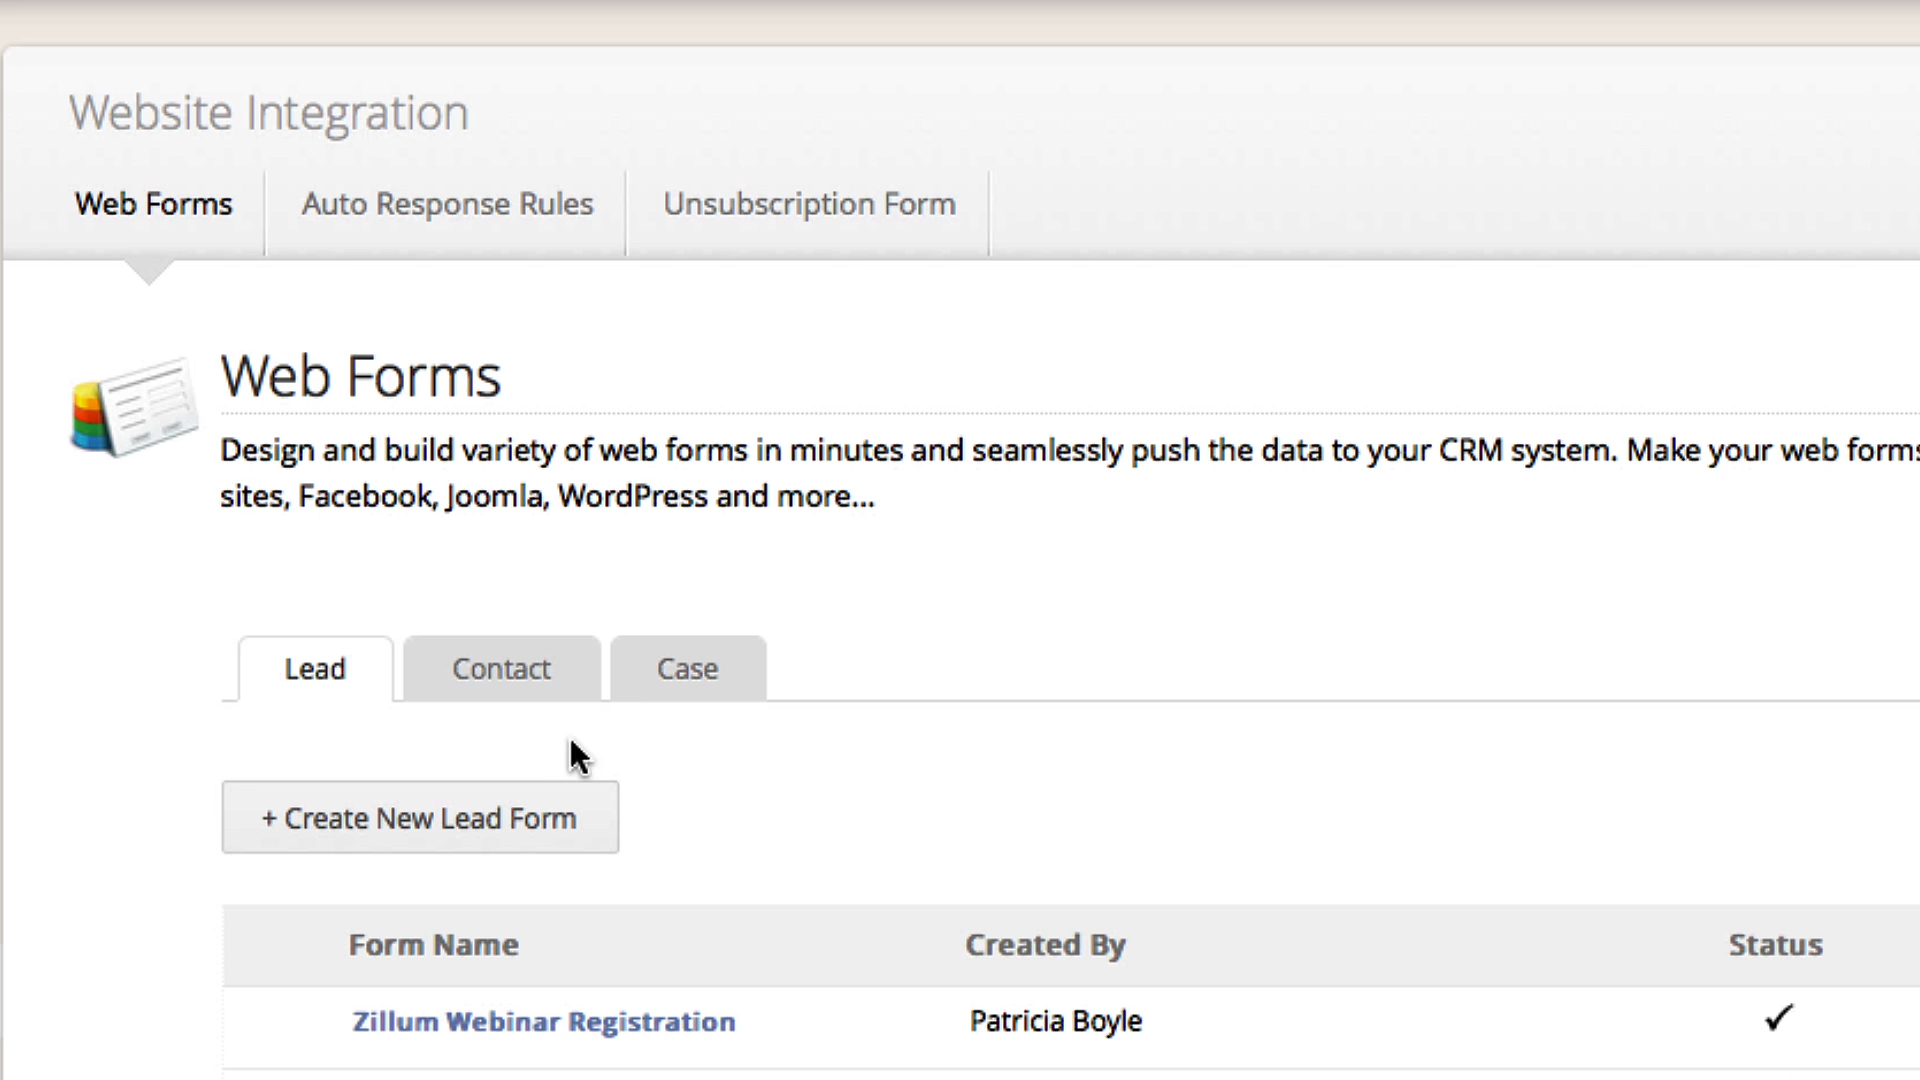 Website Integration
Web Forms Auto Response Rules Unsubscription Form
Web Forms
Design and build variety of web forms in minutes and seamlessly push the data to your CRM system. Make your web forms
sites, Facebook, Joomla, WordPress and more...
Lead Contact Case
+ Create New Lead Form
Form Name Created By Status
Zillum Webinar Registration Patricia Boyle ✓